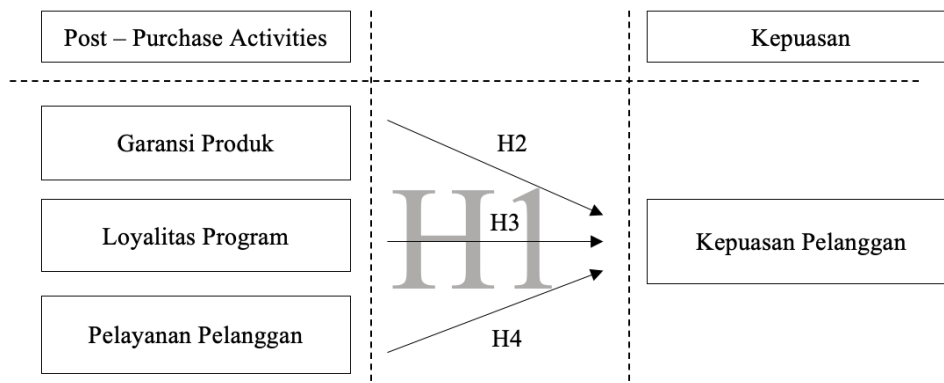 Post – Purchase Activities
Kepuasan
Garansi Produk
H2
H1
Loyalitas Program
H3
Kepuasan Pelanggan
Pelayanan Pelanggan
H4